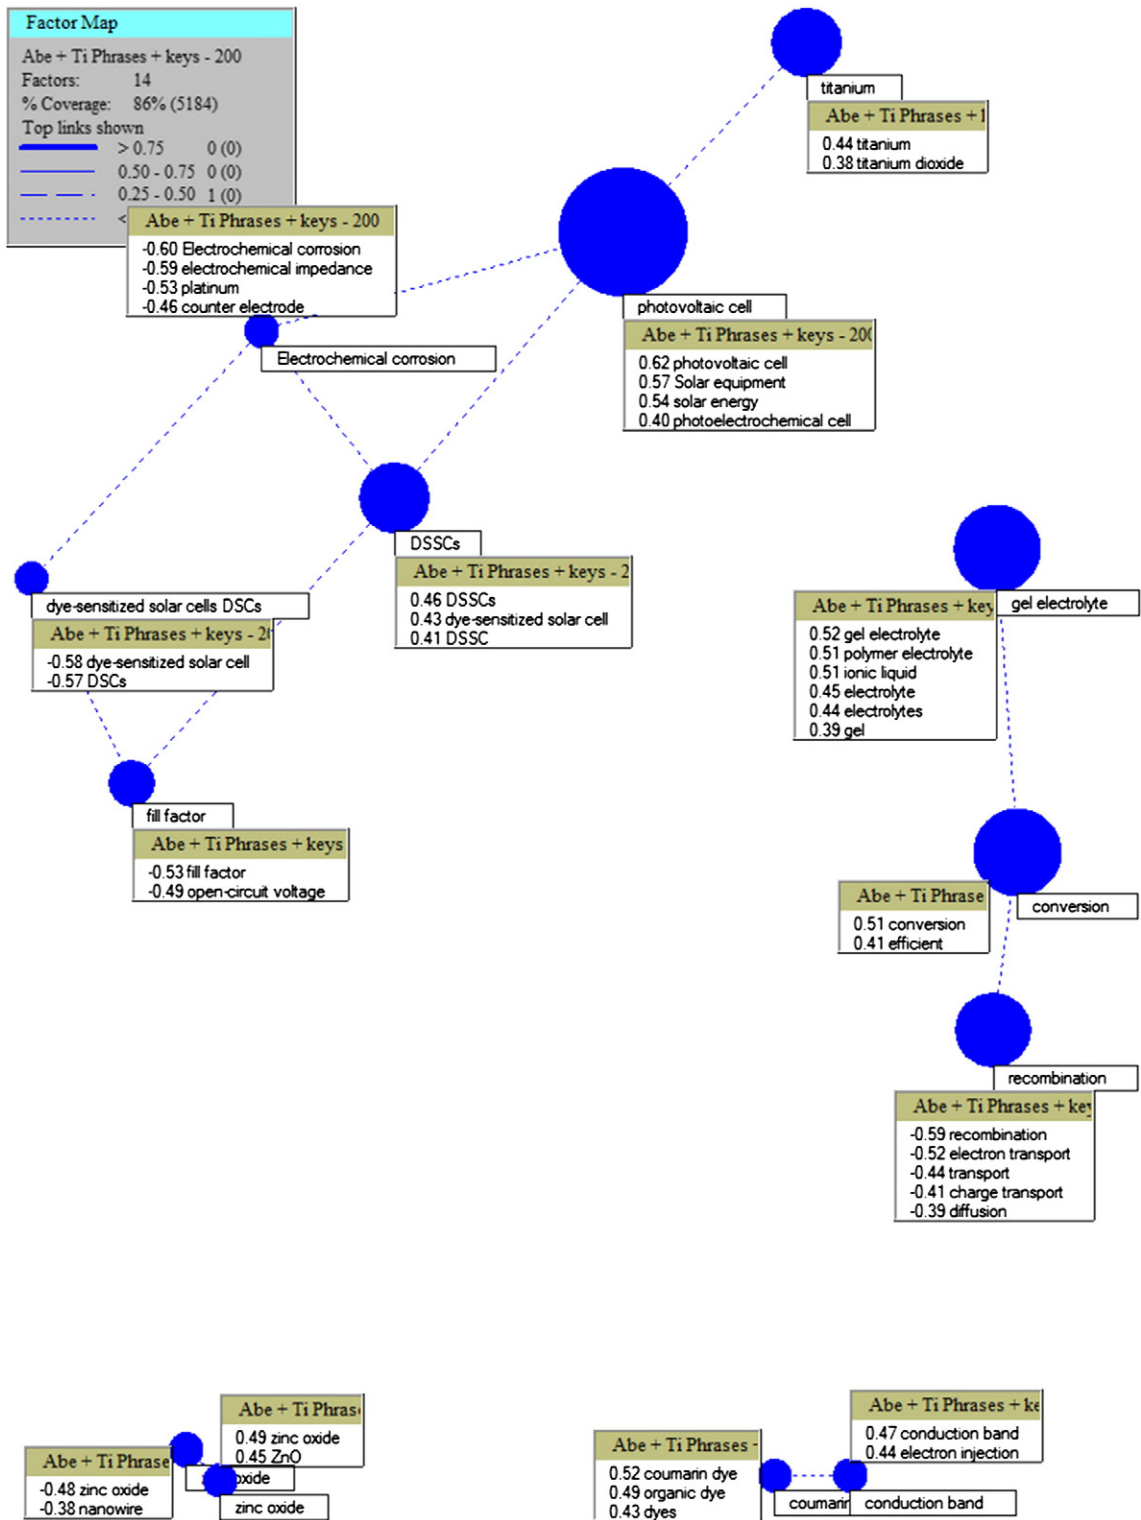 Factor Map
Abe + Ti Phrases + keys - 200
Factors: 14
% Coverage: 86% (5184)
Top links shown
> 0.75 0 (0)
0.50 - 0.75 0 (0)
0.25 - 0.50 1 (0)
<
titanium
Abe + Ti Phrases +
0.44 titanium
0.38 titanium dioxide
Abe + Ti Phrases + keys - 200
-0.60 Electrochemical corrosion
-0.59 electrochemical impedance
-0.53 platinum
-0.46 counter electrode
Electrochemical corrosion
photovoltaic cell
Abe + Ti Phrases + keys - 200
0.62 photovoltaic cell
0.57 Solar equipment
0.54 solar energy
0.40 photoelectrochemical cell
DSSCs
Abe + Ti Phrases + keys - 2
0.46 DSSCs
0.43 dye-sensitized solar cell
0.41 DSSC
dye-sensitized solar cells DSCs
Abe + Ti Phrases + keys - 20
-0.58 dye-sensitized solar cell
-0.57 DSCs
fill factor
Abe + Ti Phrases + keys
-0.53 fill factor
-0.49 open-circuit voltage
gel electrolyte
Abe + Ti Phrases + key
0.52 gel electrolyte
0.51 polymer electrolyte
0.51 ionic liquid
0.45 electrolyte
0.44 electrolytes
0.39 gel
conversion
Abe + Ti Phrase
0.51 conversion
0.41 efficient
recombination
Abe + Ti Phrases + key
-0.59 recombination
-0.52 electron transport
-0.44 transport
-0.41 charge transport
-0.39 diffusion
Abe + Ti Phras
0.49 zinc oxide
0.45 ZnO
Abe + Ti Phrase
-0.48 zinc oxide
-0.38 nanowire
oxide
zinc oxide
Abe + Ti Phrases -
0.52 coumarin dye
0.49 organic dye
0.43 dyes
coumarin
Abe + Ti Phrases + ke
0.47 conduction band
0.44 electron injection
conduction band